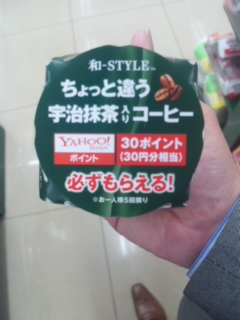 和-STYLE™
ちょっと違う
宇治抹茶入りコーヒー
YAHOO!
JAPAN
ポイント
30ポイント
(30円分相当)
必ずもらえる!
※お一人様5回限り